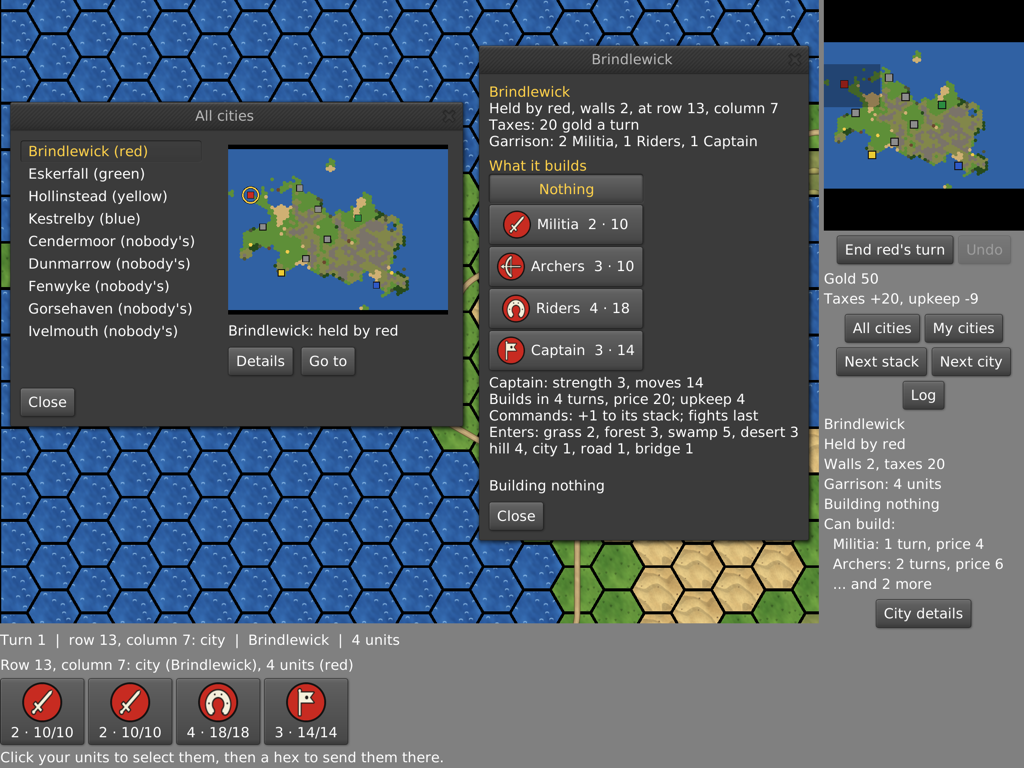 Brindlewick
Brindlewick
Held by red, walls 2, at row 13, column 7
Taxes: 20 gold a turn
Garrison: 2 Militia, 1 Riders, 1 Captain
What it builds
Nothing
Militia 2 · 10
Archers 3 · 10
Riders 4 · 18
Captain 3 · 14
Captain: strength 3, moves 14
Builds in 4 turns, price 20; upkeep 4
Commands: +1 to its stack; fights last
Enters: grass 2, forest 3, swamp 5, desert 3
hill 4, city 1, road 1, bridge 1
Building nothing
Close
All cities
Brindlewick (red)
Eskerfall (green)
Hollinstead (yellow)
Kestrelby (blue)
Cendermoor (nobody's)
Dunmarrow (nobody's)
Fenwyke (nobody's)
Gorsehaven (nobody's)
Ivelmouth (nobody's)
Brindlewick: held by red
Details
Go to
Close
End red's turn
Undo
Gold 50
Taxes +20, upkeep -9
All cities
My cities
Next stack
Next city
Log
Brindlewick
Held by red
Walls 2, taxes 20
Garrison: 4 units
Building nothing
Can build:
Militia: 1 turn, price 4
Archers: 2 turns, price 6
... and 2 more
City details
Turn 1 | row 13, column 7: city | Brindlewick | 4 units
Row 13, column 7: city (Brindlewick), 4 units (red)
2 · 10/10
2 · 10/10
4 · 18/18
3 · 14/14
Click your units to select them, then a hex to send them there.